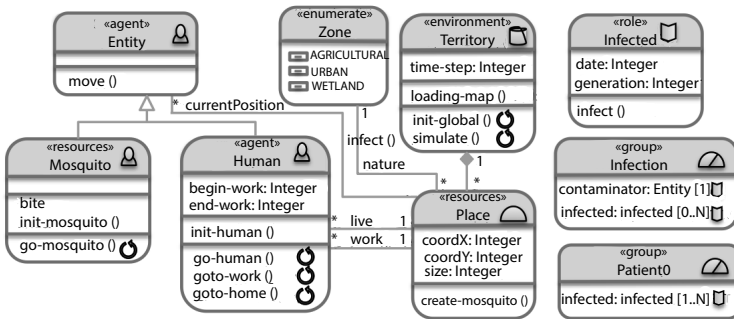 «agent»
Entity
move ()
«enumerate»
Zone
AGRICULTURAL
URBAN
WETLAND
«environment»
Territory
time-step: Integer
loading-map ()
init-global ()
simulate ()
«role»
Infected
date: Integer
generation: Integer
infect ()
* currentPosition
1
infect ()
nature
*
1
*
«resources»
Mosquito
bite
init-mosquito ()
go-mosquito ()
«agent»
Human
begin-work: Integer
end-work: Integer
init-human ()
go-human ()
goto-work ()
goto-home ()
* live 1
* work 1
«resources»
Place
coordX: Integer
coordY: Integer
size: Integer
create-mosquito ()
«group»
Infection
contaminator: Entity [1]
infected: infected [0..N]
«group»
Patient0
infected: infected [1..N]